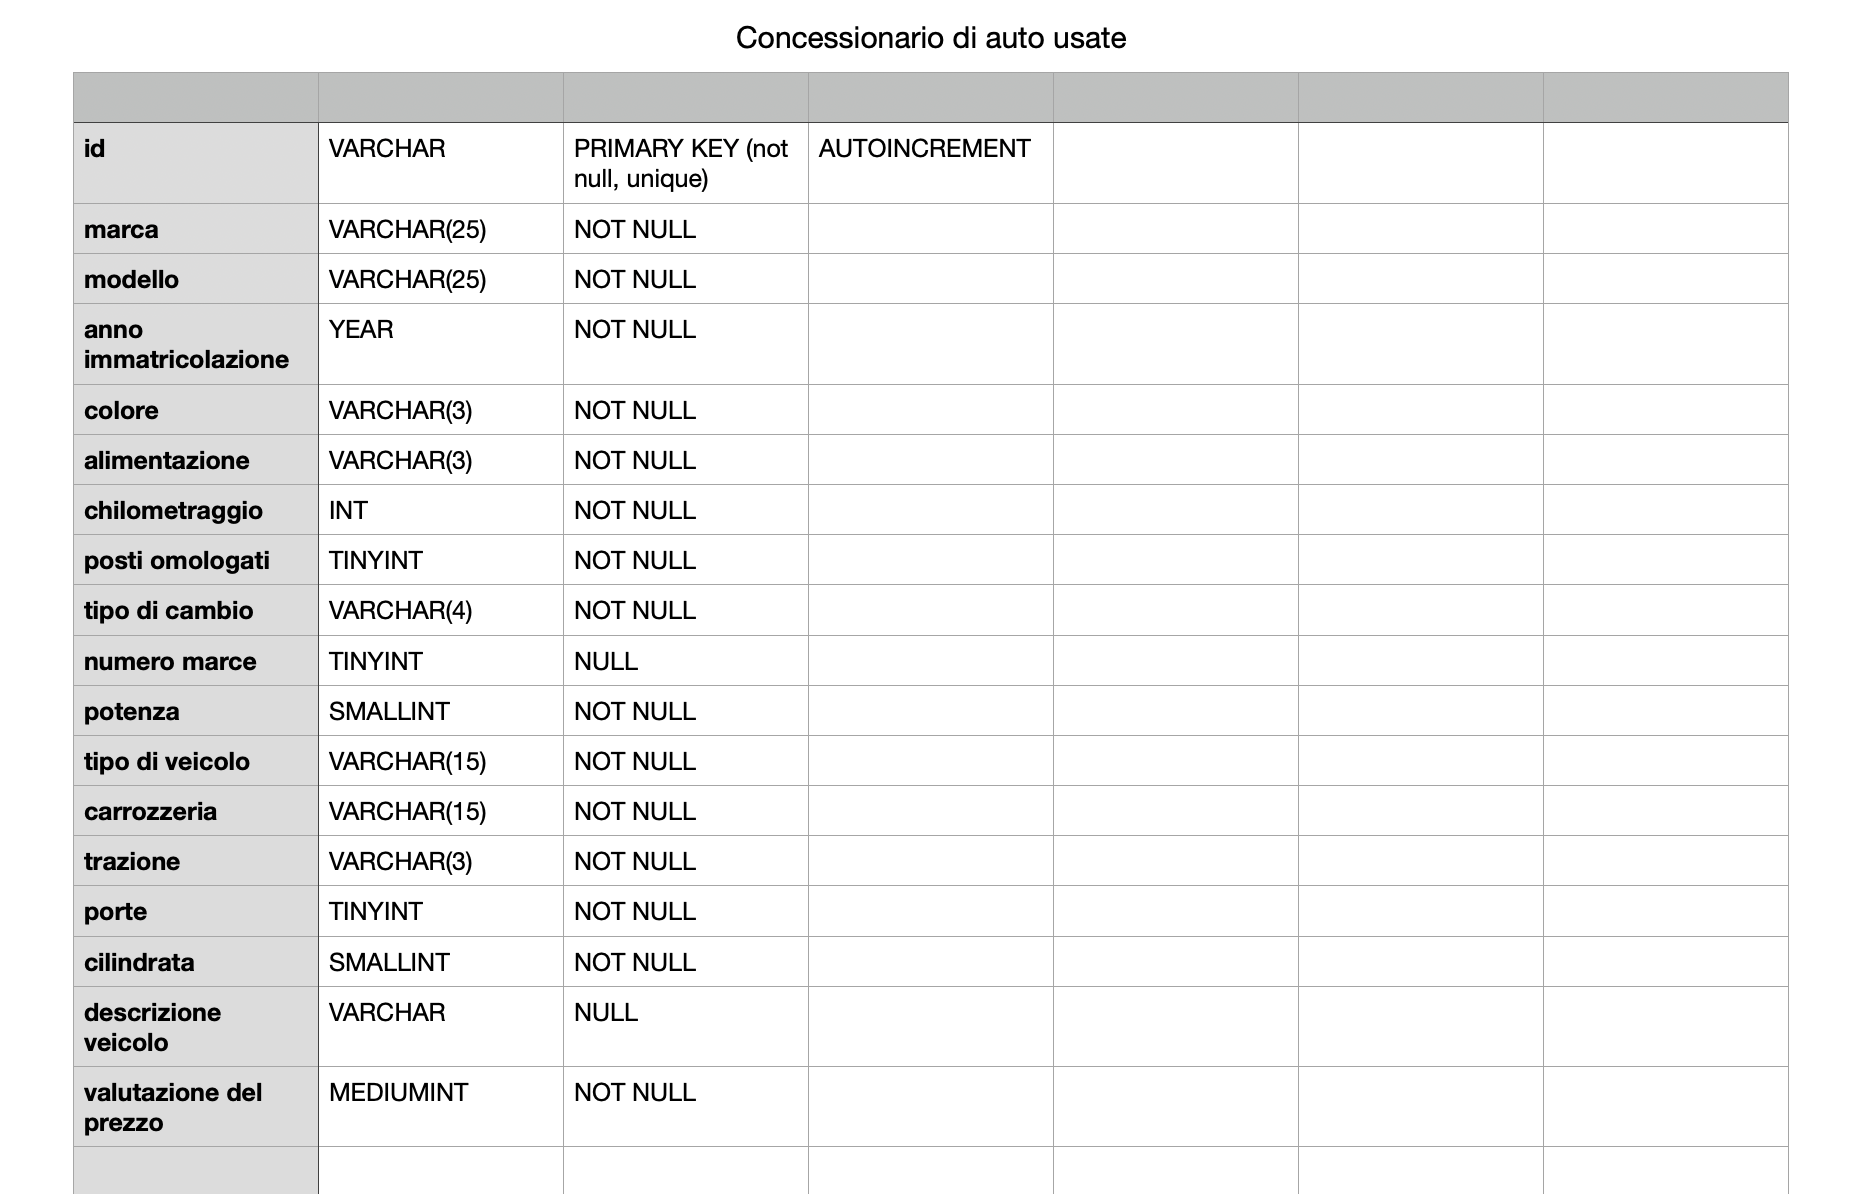 Concessionario di auto usate
id VARCHAR PRIMARY KEY (not AUTOINCREMENT
null, unique)
marca VARCHAR(25) NOT NULL
modello VARCHAR(25) NOT NULL
anno YEAR NOT NULL
immatricolazione
colore VARCHAR(3) NOT NULL
alimentazione VARCHAR(3) NOT NULL
chilometraggio INT NOT NULL
posti omologati TINYINT NOT NULL
tipo di cambio VARCHAR(4) NOT NULL
numero marce TINYINT NULL
potenza SMALLINT NOT NULL
tipo di veicolo VARCHAR(15) NOT NULL
carrozzeria VARCHAR(15) NOT NULL
trazione VARCHAR(3) NOT NULL
porte TINYINT NOT NULL
cilindrata SMALLINT NOT NULL
descrizione VARCHAR NULL
veicolo
valutazione del MEDIUMINT NOT NULL
prezzo